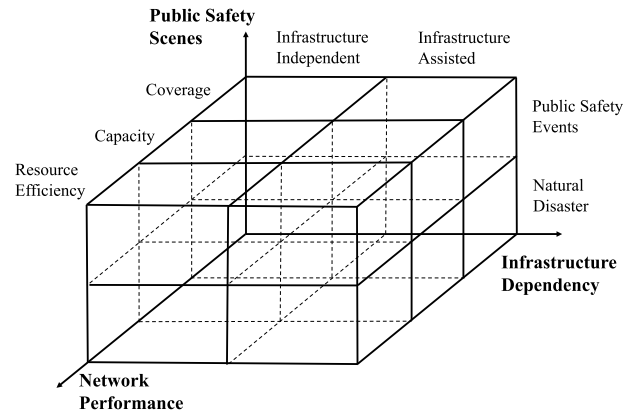 Public Safety
Scenes
Infrastructure
Independent
Infrastructure
Assisted
Coverage
Capacity
Resource
Efficiency
Public Safety
Events
Natural
Disaster
Infrastructure
Dependency
Network
Performance